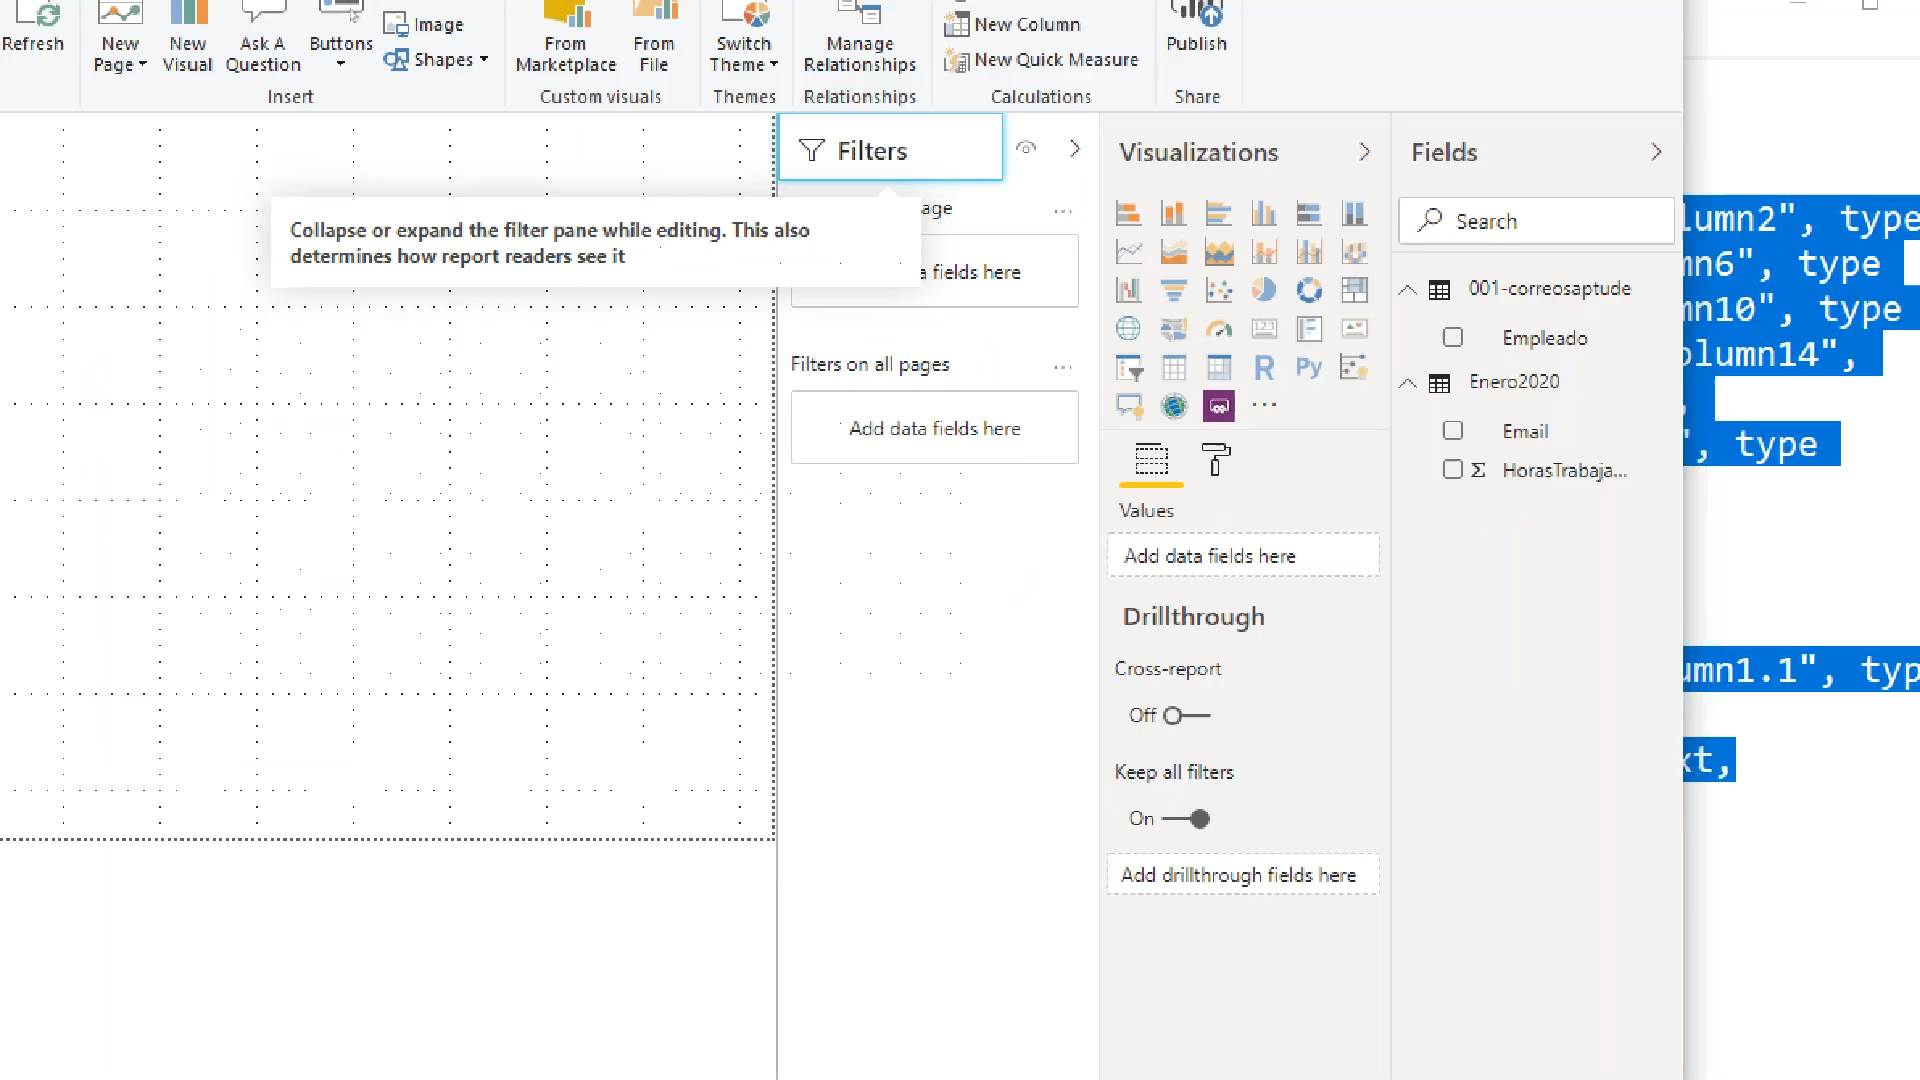 Refresh
New
Page
New
Visual
Ask A
Question
Buttons
Image
Shapes
Insert
From
Marketplace
From
File
Custom visuals
Switch
Theme
Themes
Manage
Relationships
Relationships
New Column
New Quick Measure
Calculations
Publish
Share
Filters
Collapse or expand the filter pane while editing. This also
determines how report readers see it
age
a fields here
Filters on all pages
Add data fields here
Visualizations
123
R
Py
Values
Add data fields here
Drillthrough
Cross-report
Off
Keep all filters
On
Add drillthrough fields here
Fields
Search
001-correosaptude
Empleado
Enero2020
Email
Σ HorasTrabaja...
lumn2", type
mn6", type
mn10", type
olumn14",
,
", type
umn1.1", typ
xt,